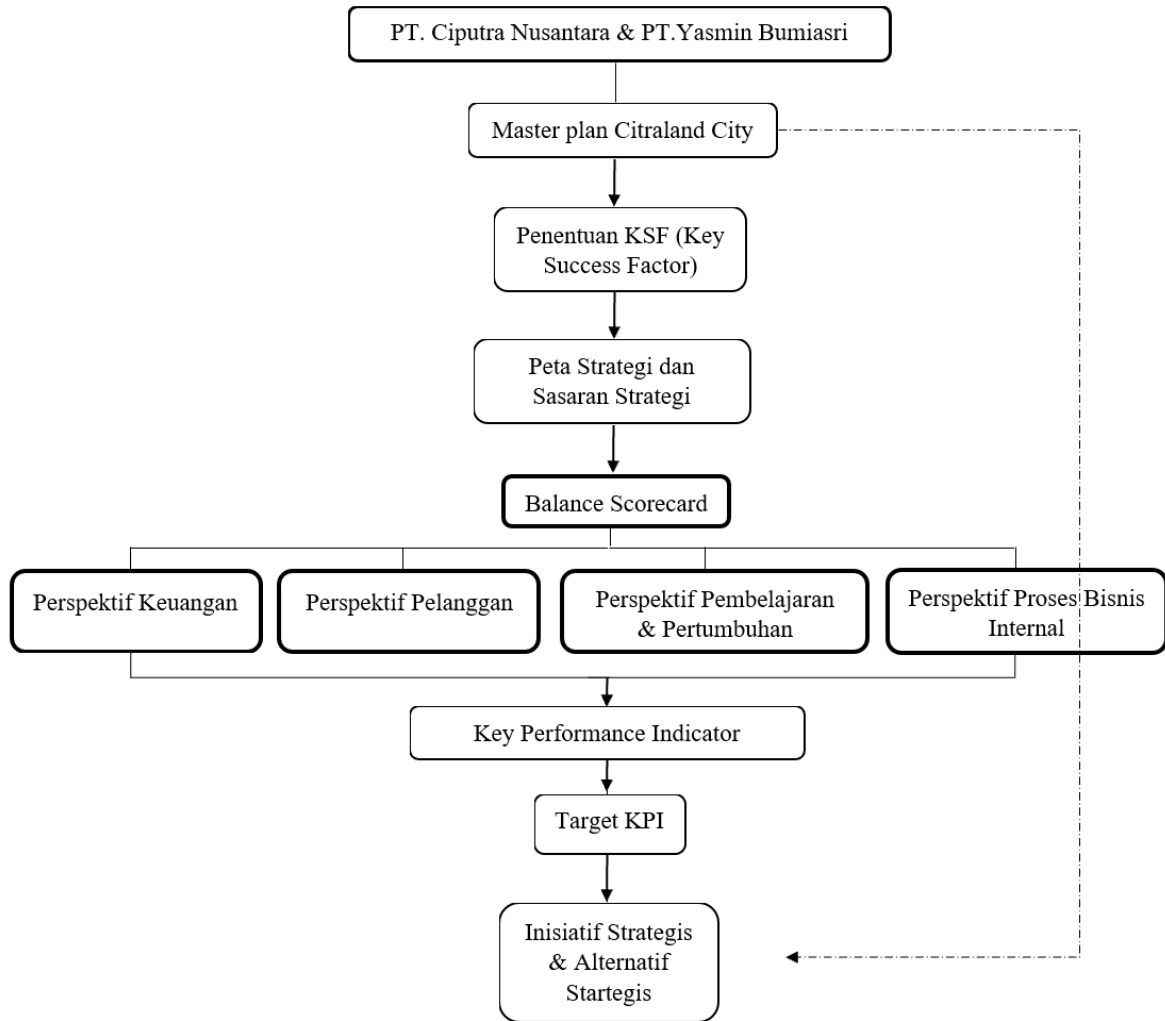 PT. Ciputra Nusantara & PT.Yasmin Bumiasri
Master plan Citraland City
Penentuan KSF (Key
Success Factor)
Peta Strategi dan
Sasaran Strategi
Balance Scorecard
Perspektif Keuangan
Perspektif Pelanggan
Perspektif Pembelajaran
& Pertumbuhan
Perspektif Proses Bisnis
Internal
Key Performance Indicator
Target KPI
Inisiatif Strategis
& Alternatif
Startegis